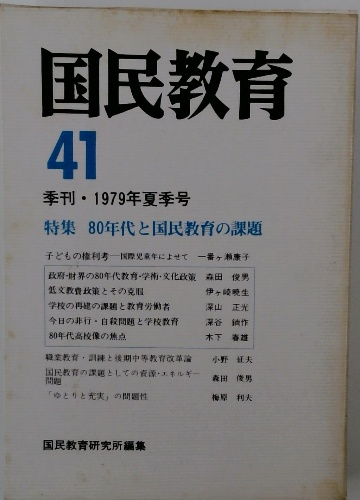 国民教育
41
季刊・1979年夏季号
特集 80年代と国民教育の課題
子どもの権利考―国際児童年によせて 一番ヶ瀬康子
政府・財界の80年代教育・学術・文化政策 森田 俊男
低文教費政策とその克服 伊ヶ崎暁生
学校の再建の課題と教育労働者 深山 正光
今日の非行・自殺問題と学校教育 深谷 鋿作
80年代高校像の焦点 木下 春雄
職業教育・訓練と後期中等教育改革論 小野 征夫
国民教育の課題としての資源・エネルギー
問題 森田 俊男
「ゆとりと充実」の問題性 梅原 利夫
国民教育研究所編集